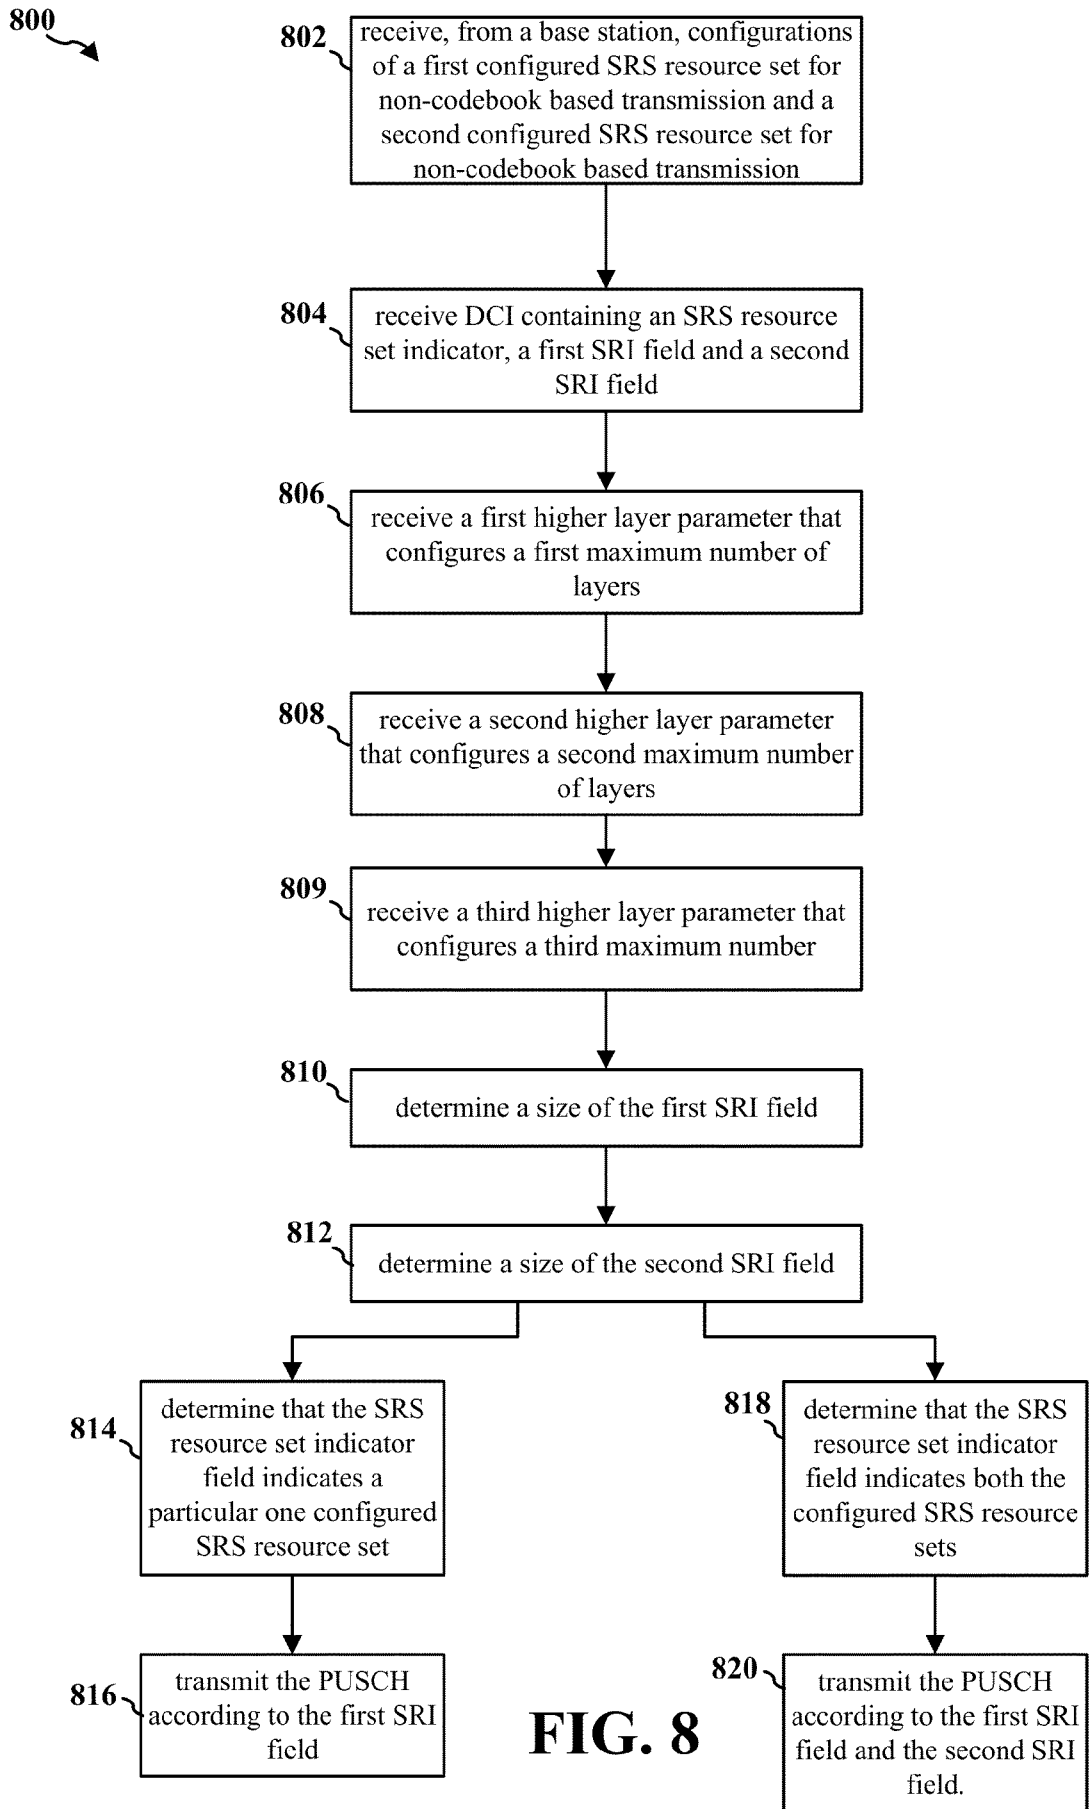 800
802
receive, from a base station, configurations
of a first configured SRS resource set for
non-codebook based transmission and a
second configured SRS resource set for
non-codebook based transmission
804
receive DCI containing an SRS resource
set indicator, a first SRI field and a second
SRI field
806
receive a first higher layer parameter that
configures a first maximum number of
layers
808
receive a second higher layer parameter
that configures a second maximum number
of layers
809
receive a third higher layer parameter that
configures a third maximum number
810
determine a size of the first SRI field
812
determine a size of the second SRI field
814
determine that the SRS
resource set indicator
field indicates a
particular one configured
SRS resource set
818
determine that the SRS
resource set indicator
field indicates both the
configured SRS resource
sets
816
transmit the PUSCH
according to the first SRI
field
820
transmit the PUSCH
according to the first SRI
field and the second SRI
field.
FIG. 8